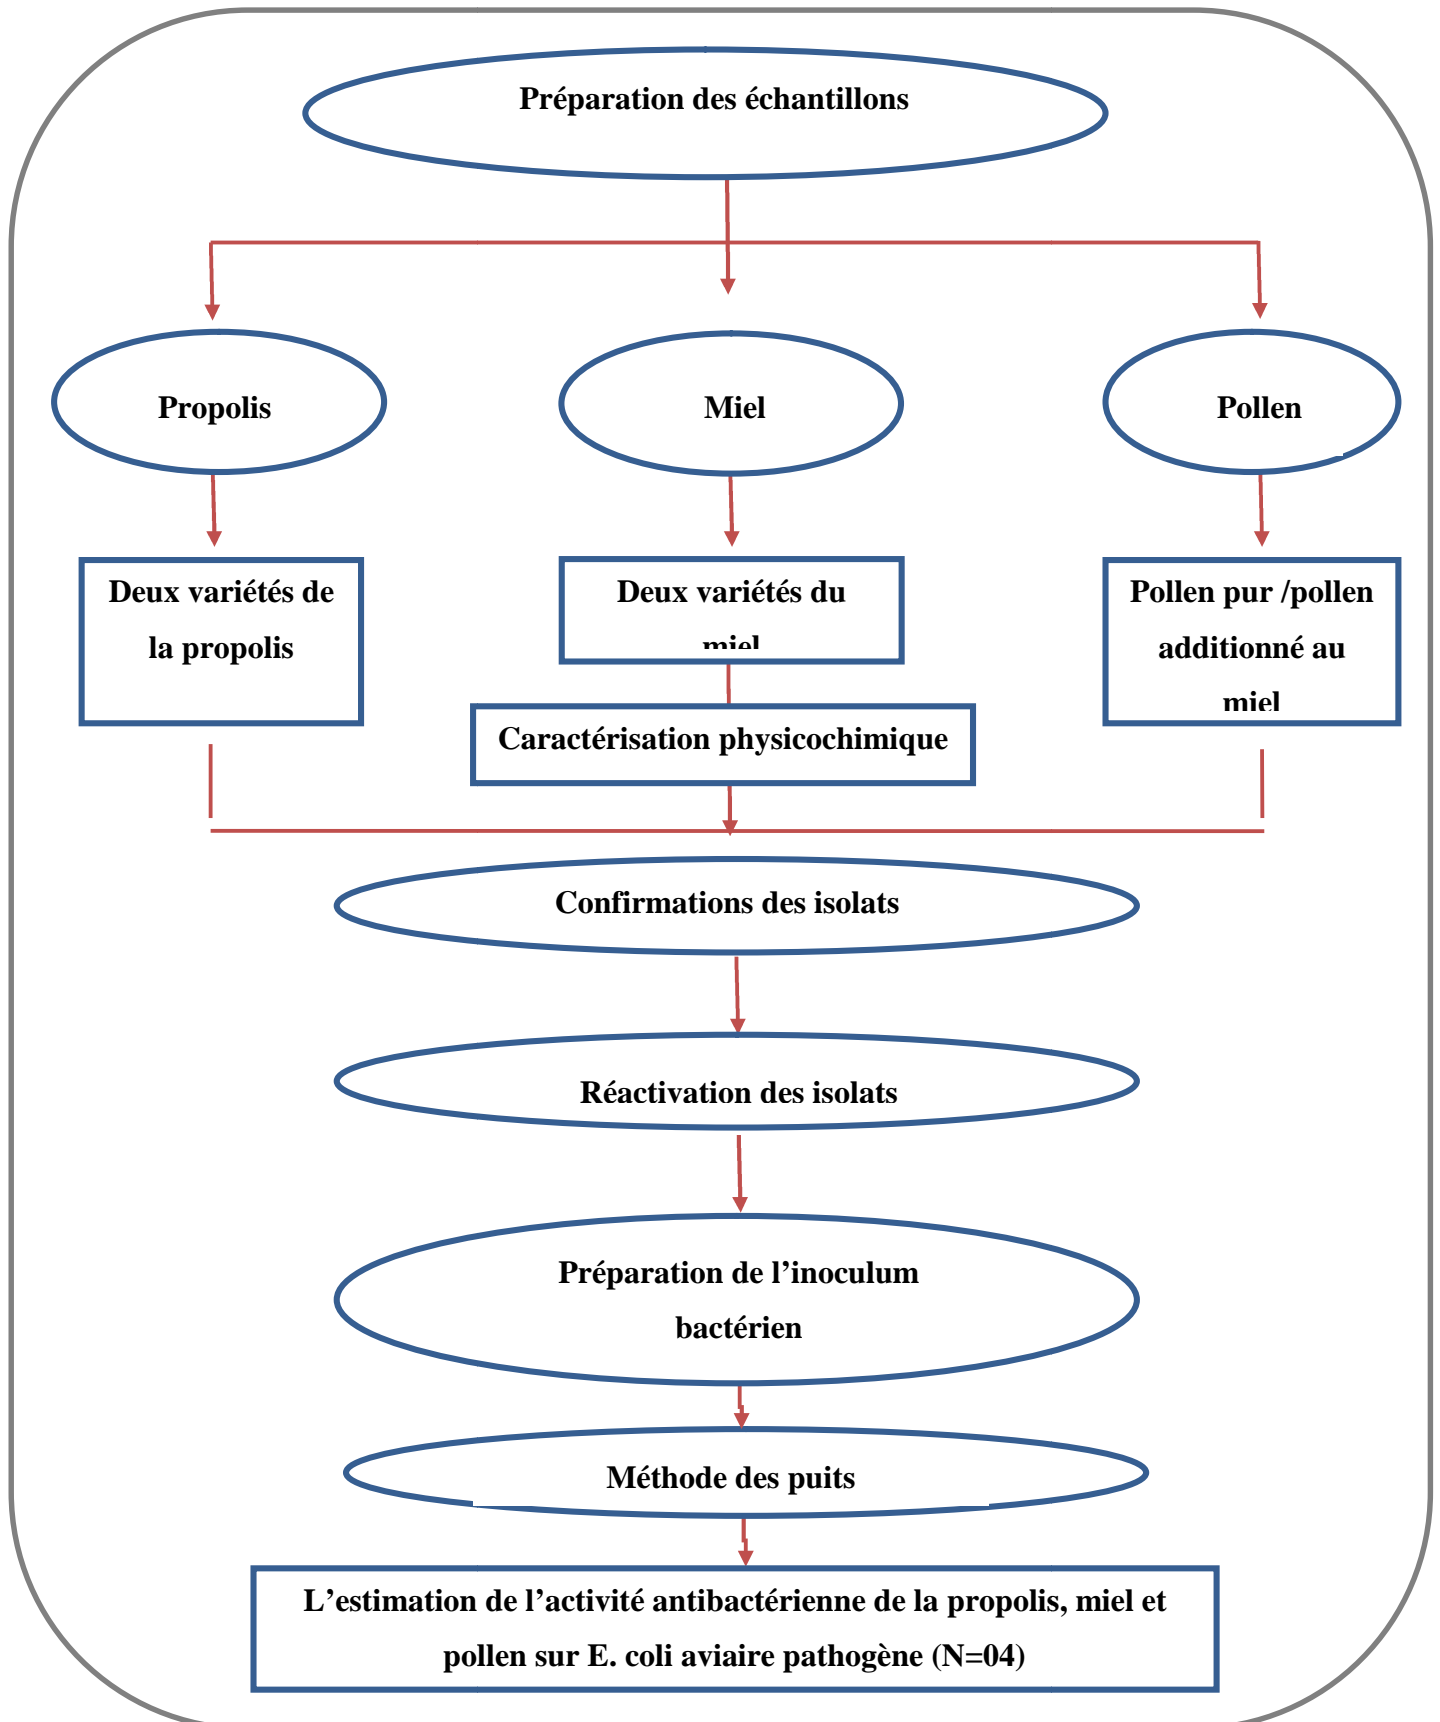 Préparation des échantillons
Propolis
Miel
Pollen
Deux variétés de
la propolis
Deux variétés du
miel
Pollen pur /pollen
additionné au
miel
Caractérisation physicochimique
Confirmations des isolats
Réactivation des isolats
Préparation de l’inoculum
bactérien
Méthode des puits
L’estimation de l’activité antibactérienne de la propolis, miel et
pollen sur E. coli aviaire pathogène (N=04)